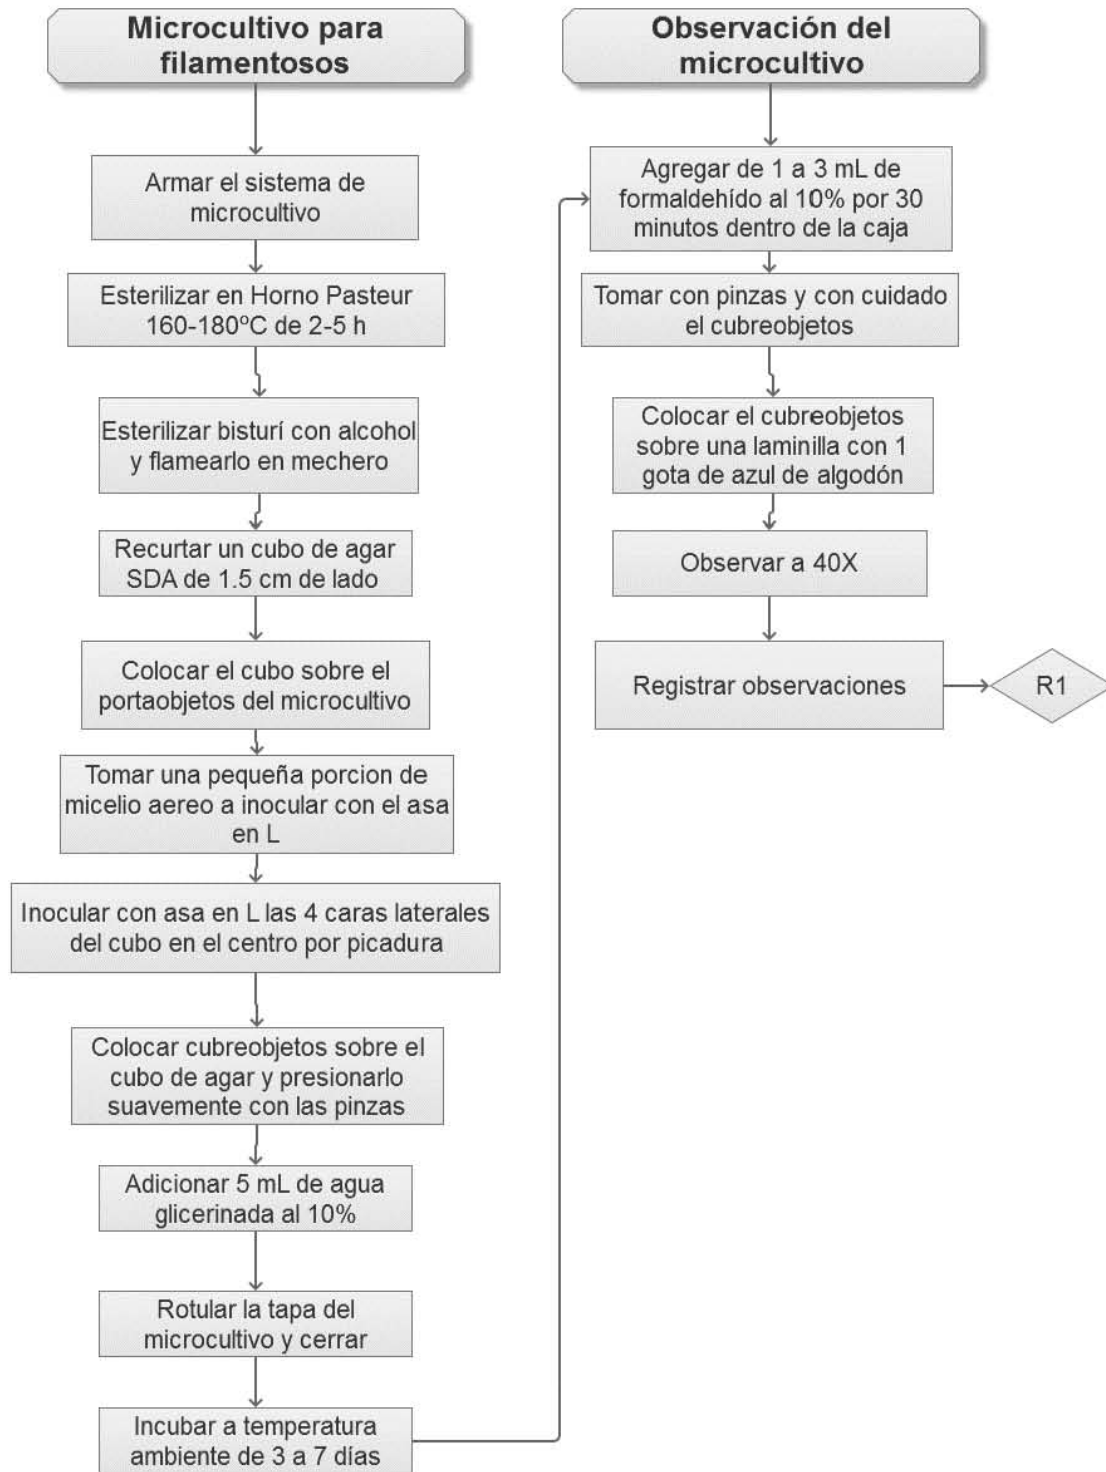 Microcultivo para
filamentosos
Armar el sistema de
microcultivo
Esterilizar en Horno Pasteur
160-180ºC de 2-5 h
Esterilizar bisturí con alcohol
y flamearlo en mechero
Recurtar un cubo de agar
SDA de 1.5 cm de lado
Colocar el cubo sobre el
portaobjetos del microcultivo
Tomar una pequeña porcion de
micelio aereo a inocular con el asa
en L
Inocular con asa en L las 4 caras laterales
del cubo en el centro por picadura
Colocar cubreobjetos sobre el
cubo de agar y presionarlo
suavemente con las pinzas
Adicionar 5 mL de agua
glicerinada al 10%
Rotular la tapa del
microcultivo y cerrar
Incubar a temperatura
ambiente de 3 a 7 días
Observación del
microcultivo
Agregar de 1 a 3 mL de
formaldehído al 10% por 30
minutos dentro de la caja
Tomar con pinzas y con cuidado
el cubreobjetos
Colocar el cubreobjetos
sobre una laminilla con 1
gota de azul de algodón
Observar a 40X
Registrar observaciones
R1